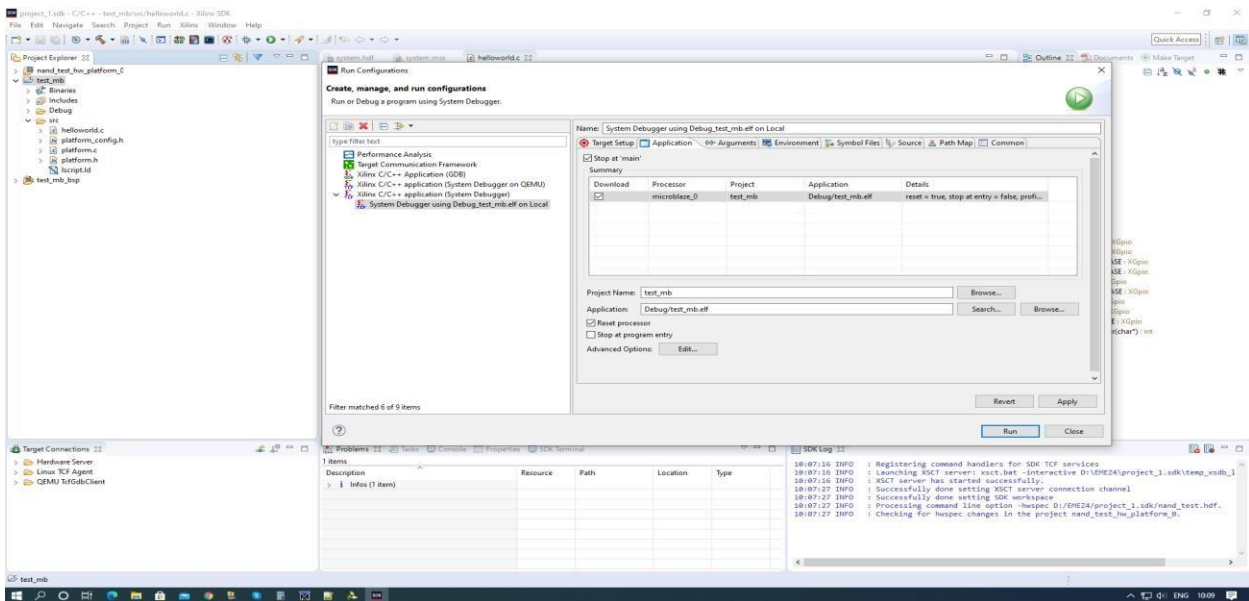 project_1.sdk - C/C++ - test_mb/src/helloworld.c - Xilinx SDK
File Edit Navigate Search Project Run Xilinx Window Help
Quick Access
Project Explorer
nand_test_hw_platform_0
test_mb
Binaries
Includes
Debug
src
helloworld.c
platform_config.h
platform.c
platform.h
lscript.ld
test_mb_bsp
system.hdf system.mss helloworld.c
Outline Documents Make Target
Run Configurations
Create, manage, and run configurations
Run or Debug a program using System Debugger.
type filter text
Performance Analysis
Target Communication Framework
Xilinx C/C++ Application (GDB)
Xilinx C/C++ application (System Debugger on QEMU)
Xilinx C/C++ application (System Debugger)
System Debugger using Debug_test_mb.elf on Local
Filter matched 6 of 9 items
Name: System Debugger using Debug_test_mb.elf on Local
Target Setup Application Arguments Environment Symbol Files Source Path Map Common
Stop at 'main'
Summary
Download Processor Project Application Details
microblaze_0 test_mb Debug/test_mb.elf reset = true, stop at entry = false, profi...
Project Name: test_mb Browse...
Application: Debug/test_mb.elf Search... Browse...
Reset processor
Stop at program entry
Advanced Options: Edit...
Revert Apply
Run Close
XGpio
XGpio
ASE : XGpio
ASE : XGpio
Gpio
ASE : XGpio
XGpio
E : XGpio
r(char*) : int
Target Connections
Hardware Server
Linux TCF Agent
QEMU TcfGdbClient
Problems Tasks Console Properties SDK Terminal
1 items
Description Resource Path Location Type
Infos (1 item)
SDK Log
10:07:16 INFO : Registering command handlers for SDK TCF services
10:07:16 INFO : Launching XSCT server: xsct.bat -interactive D:\EMEZ4\project_1.sdk\temp_xsdb_l
10:07:16 INFO : XSCT server has started successfully.
10:07:27 INFO : Successfully done setting XSCT server connection channel
10:07:27 INFO : Successfully done setting SDK workspace
10:07:27 INFO : Processing command line option -hwspec D:/EMEZ4/project_1.sdk/nand_test.hdf.
10:07:27 INFO : Checking for hwspec changes in the project nand_test_hw_platform_0.
test_mb
ENG 10:09